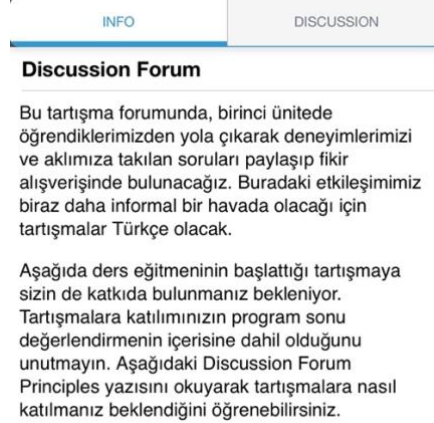 INFO
DISCUSSION
Discussion Forum
Bu tartışma forumunda, birinci ünitede
öğrendiklerimizden yola çıkarak deneyimlerimizi
ve aklımıza takılan soruları paylaşıp fikir
alışverişinde bulunacağız. Buradaki etkileşimimiz
biraz daha informal bir havada olacağı için
tartışmalar Türkçe olacak.
Aşağıda ders eğitmeninin başlattığı tartışmaya
sizin de katkıda bulunmanız bekleniyor.
Tartışmalara katılımınızın program sonu
değerlendirmenin içerisine dahil olduğunu
unutmayın. Aşağıdaki Discussion Forum
Principles yazısını okuyarak tartışmalara nasıl
katılmanız beklendiğini öğrenebilirsiniz.